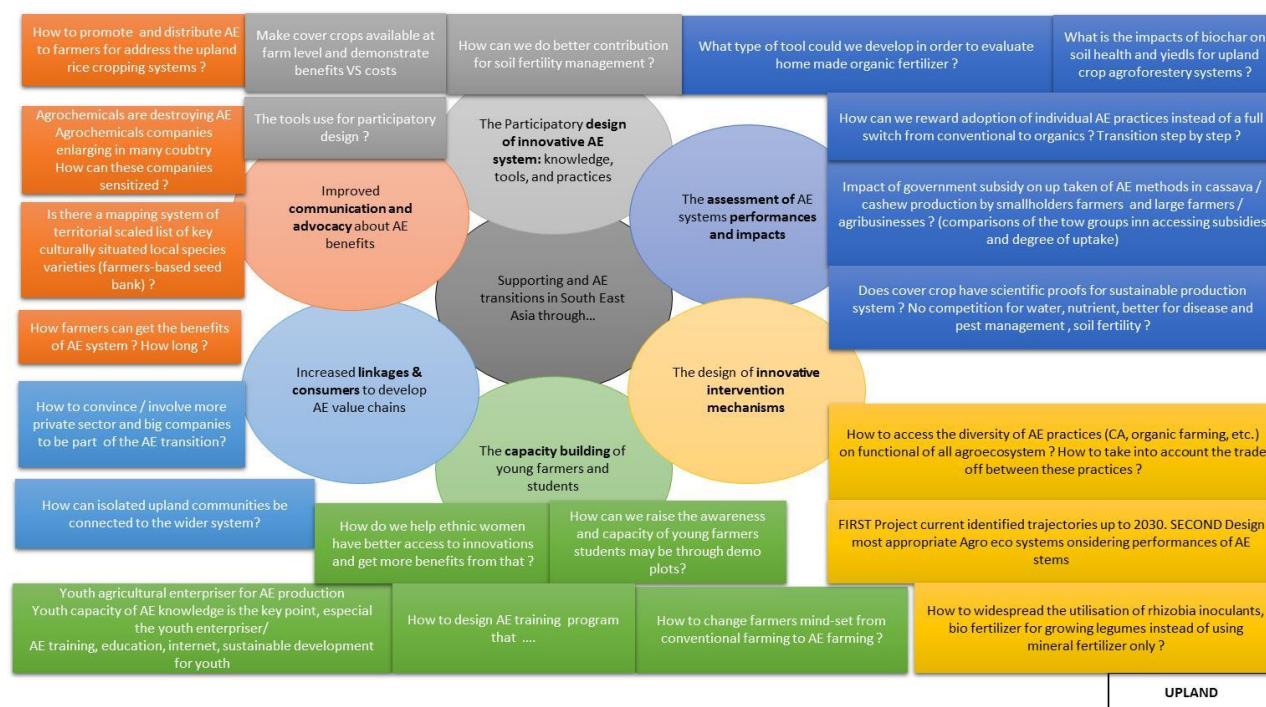 How to promote and distribute AE
to farmers for address the upland
rice cropping systems ?
Make cover crops available at
farm level and demonstrate
benefits VS costs
How can we do better contribution
for soil fertility management ?
What type of tool could we develop in order to evaluate
home made organic fertilizer ?
What is the impacts of biochar on
soil health and yiedls for upland
crop agroforestery systems ?
Agrochemicals are destroying AE
Agrochemicals companies
enlarging in many coubtry
How can these companies
sensitized ?
The tools use for participatory
design ?
The Participatory design
of innovative AE
system: knowledge,
tools, and practices
How can we reward adoption of individual AE practices instead of a full
switch from conventional to organics ? Transition step by step ?
Improved
communication and
advocacy about AE
benefits
The assessment of AE
systems performances
and impacts
Impact of government subsidy on up taken of AE methods in cassava /
cashew production by smallholders farmers and large farmers /
agribusinesses ? (comparisons of the tow groups inn accessing subsidies
and degree of uptake)
Is there a mapping system of
territorial scaled list of key
culturally situated local species
varieties (farmers-based seed
bank) ?
Supporting and AE
transitions in South East
Asia through...
Does cover crop have scientific proofs for sustainable production
system ? No competition for water, nutrient, better for disease and
pest management , soil fertility ?
How farmers can get the benefits
of AE system ? How long ?
Increased linkages &
consumers to develop
AE value chains
The design of innovative
intervention
mechanisms
How to convince / involve more
private sector and big companies
to be part of the AE transition?
The capacity building of
young farmers and
students
How to access the diversity of AE practices (CA, organic farming, etc.)
on functional of all agroecosystem ? How to take into account the trade
off between these practices ?
How can isolated upland communities be
connected to the wider system?
How do we help ethnic women
have better access to innovations
and get more benefits from that ?
How can we raise the awareness
and capacity of young farmers
students may be through demo
plots?
FIRST Project current identified trajectories up to 2030. SECOND Design
most appropriate Agro eco systems onsidering performances of AE
stems
Youth agricultural enterpriser for AE production
Youth capacity of AE knowledge is the key point, especial
the youth enterpriser/
AE training, education, internet, sustainable development
for youth
How to design AE training program
that ....
How to change farmers mind-set from
conventional farming to AE farming ?
How to widespread the utilisation of rhizobia inoculants,
bio fertilizer for growing legumes instead of using
mineral fertilizer only ?
UPLAND